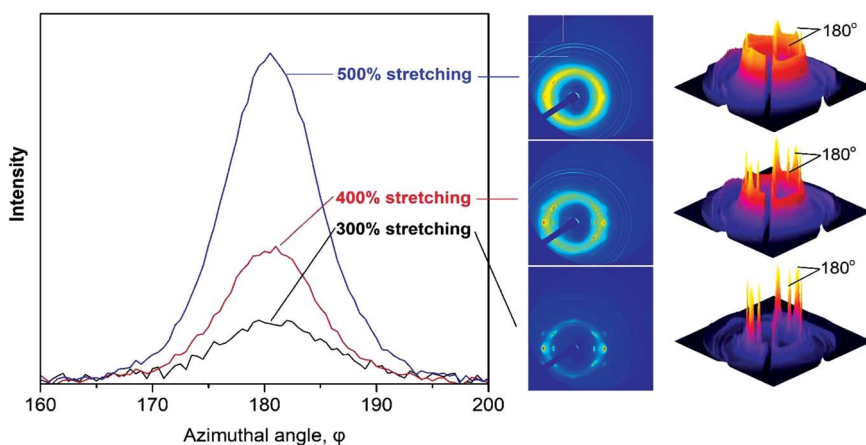 Intensity
500% stretching
400% stretching
300% stretching
160
170
180
190
200
Azimuthal angle, φ
180°
180°
180°